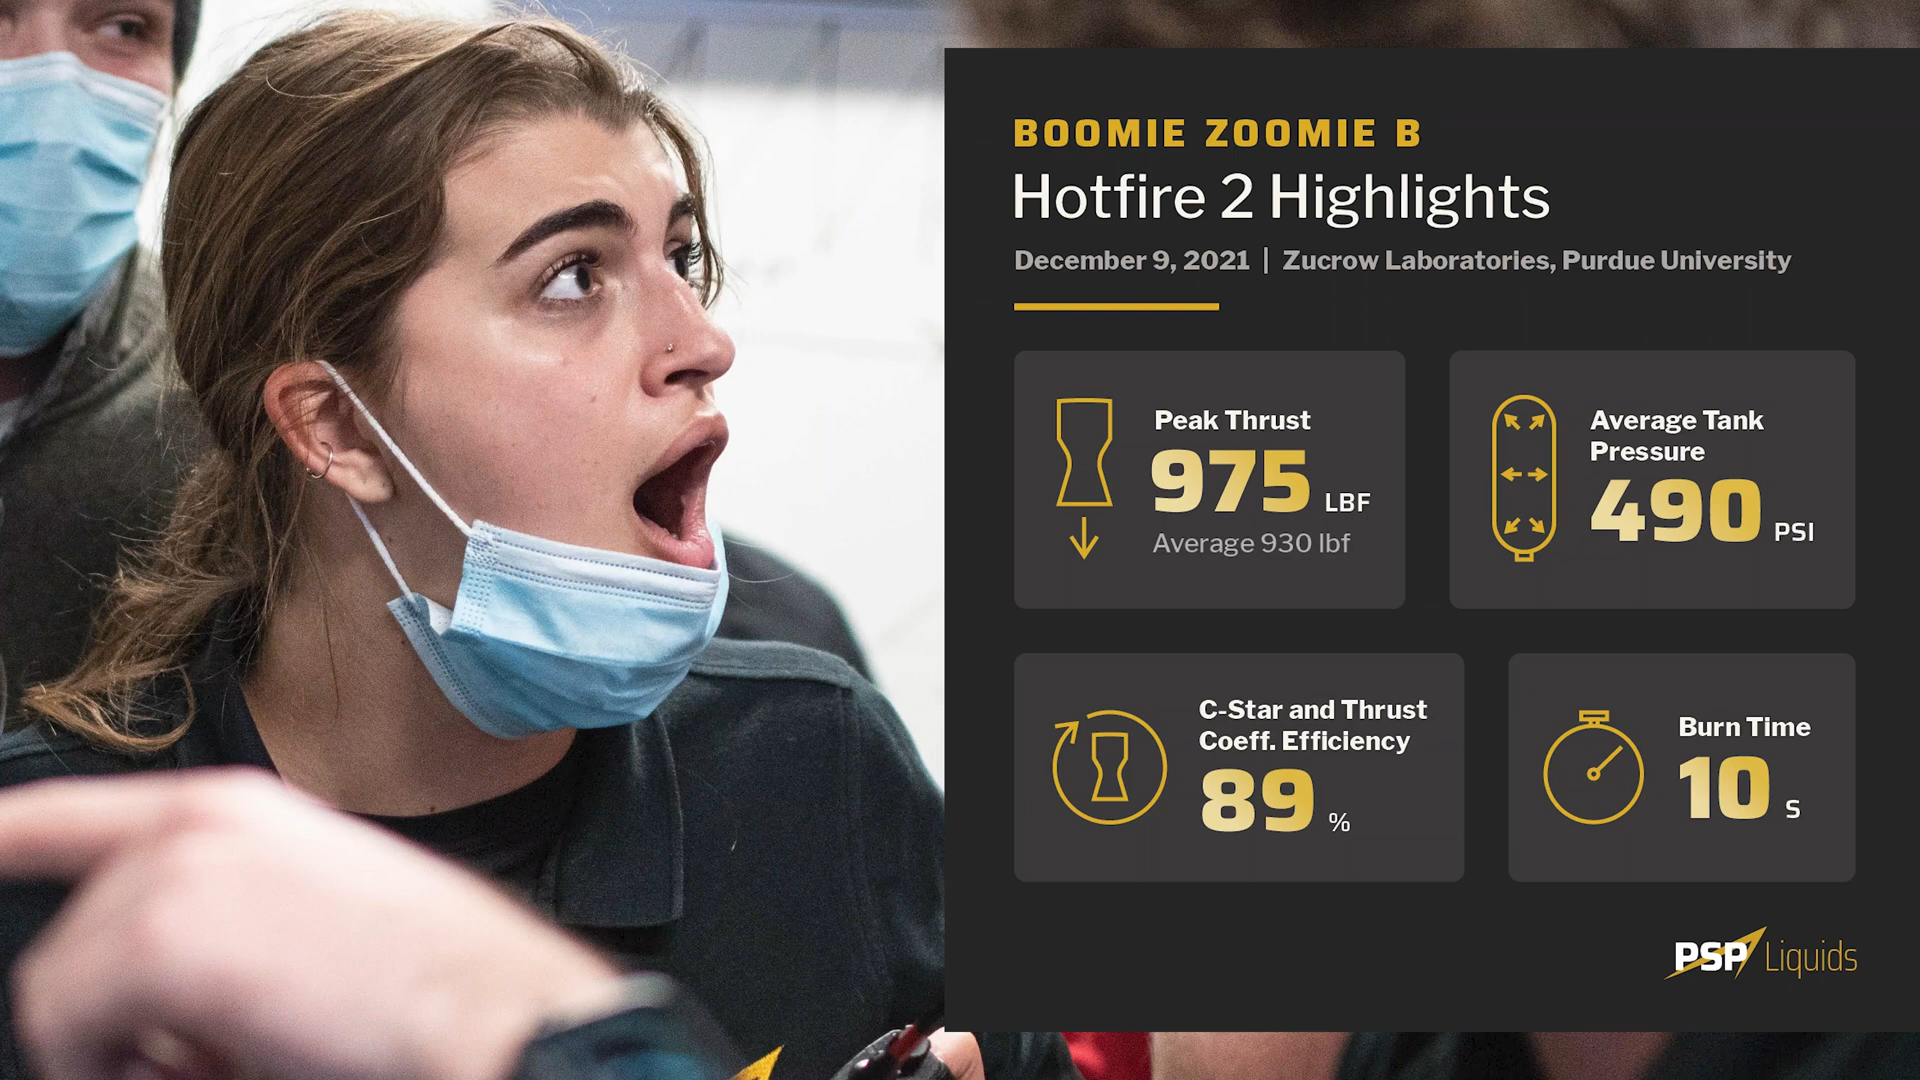 BOOMIE ZOOMIE B
Hotfire 2 Highlights
December 9, 2021 | Zucrow Laboratories, Purdue University
Peak Thrust
975 LBF
Average 930 lbf
Average Tank
Pressure
490 PSI
C-Star and Thrust
Coeff. Efficiency
89 %
Burn Time
10 S
PSP Liquids